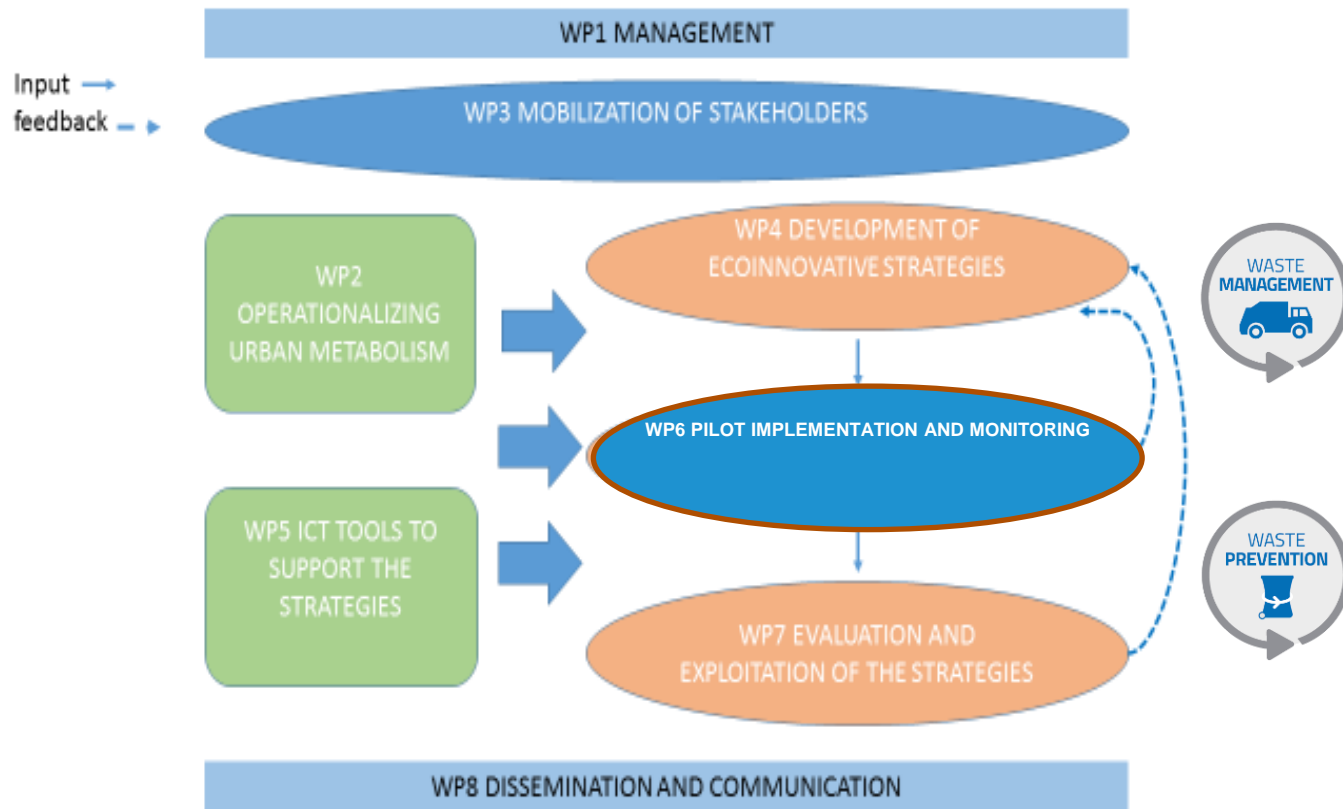 WP1 MANAGEMENT
Input
feedback
WP3 MOBILIZATION OF STAKEHOLDERS
WP2
OPERATIONALIZING
URBAN METABOLISM
WP4 DEVELOPMENT OF
ECOINNOVATIVE STRATEGIES
WASTE
MANAGEMENT
WP6 PILOT IMPLEMENTATION AND MONITORING
WP5 ICT TOOLS TO
SUPPORT THE
STRATEGIES
WASTE
PREVENTION
WP7 EVALUATION AND
EXPLOITATION OF THE STRATEGIES
WP8 DISSEMINATION AND COMMUNICATION